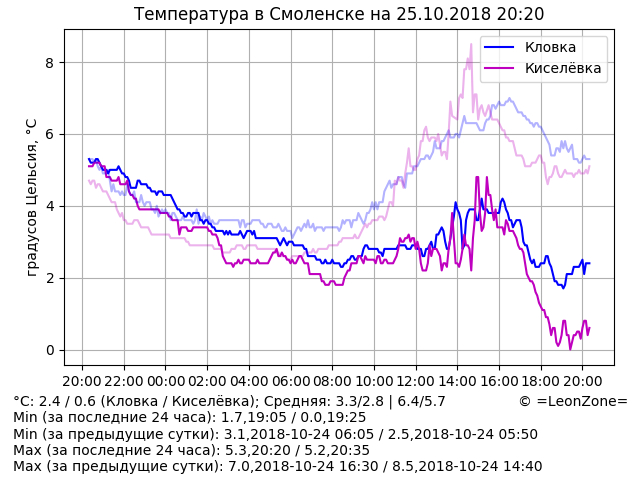 Температура в Смоленске на 25.10.2018 20:20
Кловка
Киселёвка
градусов Цельсия, °C
8
6
4
2
0
20:00 22:00 00:00 02:00 04:00 06:00 08:00 10:00 12:00 14:00 16:00 18:00 20:00
°C: 2.4 / 0.6 (Кловка / Киселёвка); Средняя: 3.3/2.8 | 6.4/5.7 © =LeonZone=
Min (за последние 24 часа): 1.7,19:05 / 0.0,19:25
Min (за предыдущие сутки): 3.1,2018-10-24 06:05 / 2.5,2018-10-24 05:50
Max (за последние 24 часа): 5.3,20:20 / 5.2,20:35
Max (за предыдущие сутки): 7.0,2018-10-24 16:30 / 8.5,2018-10-24 14:40